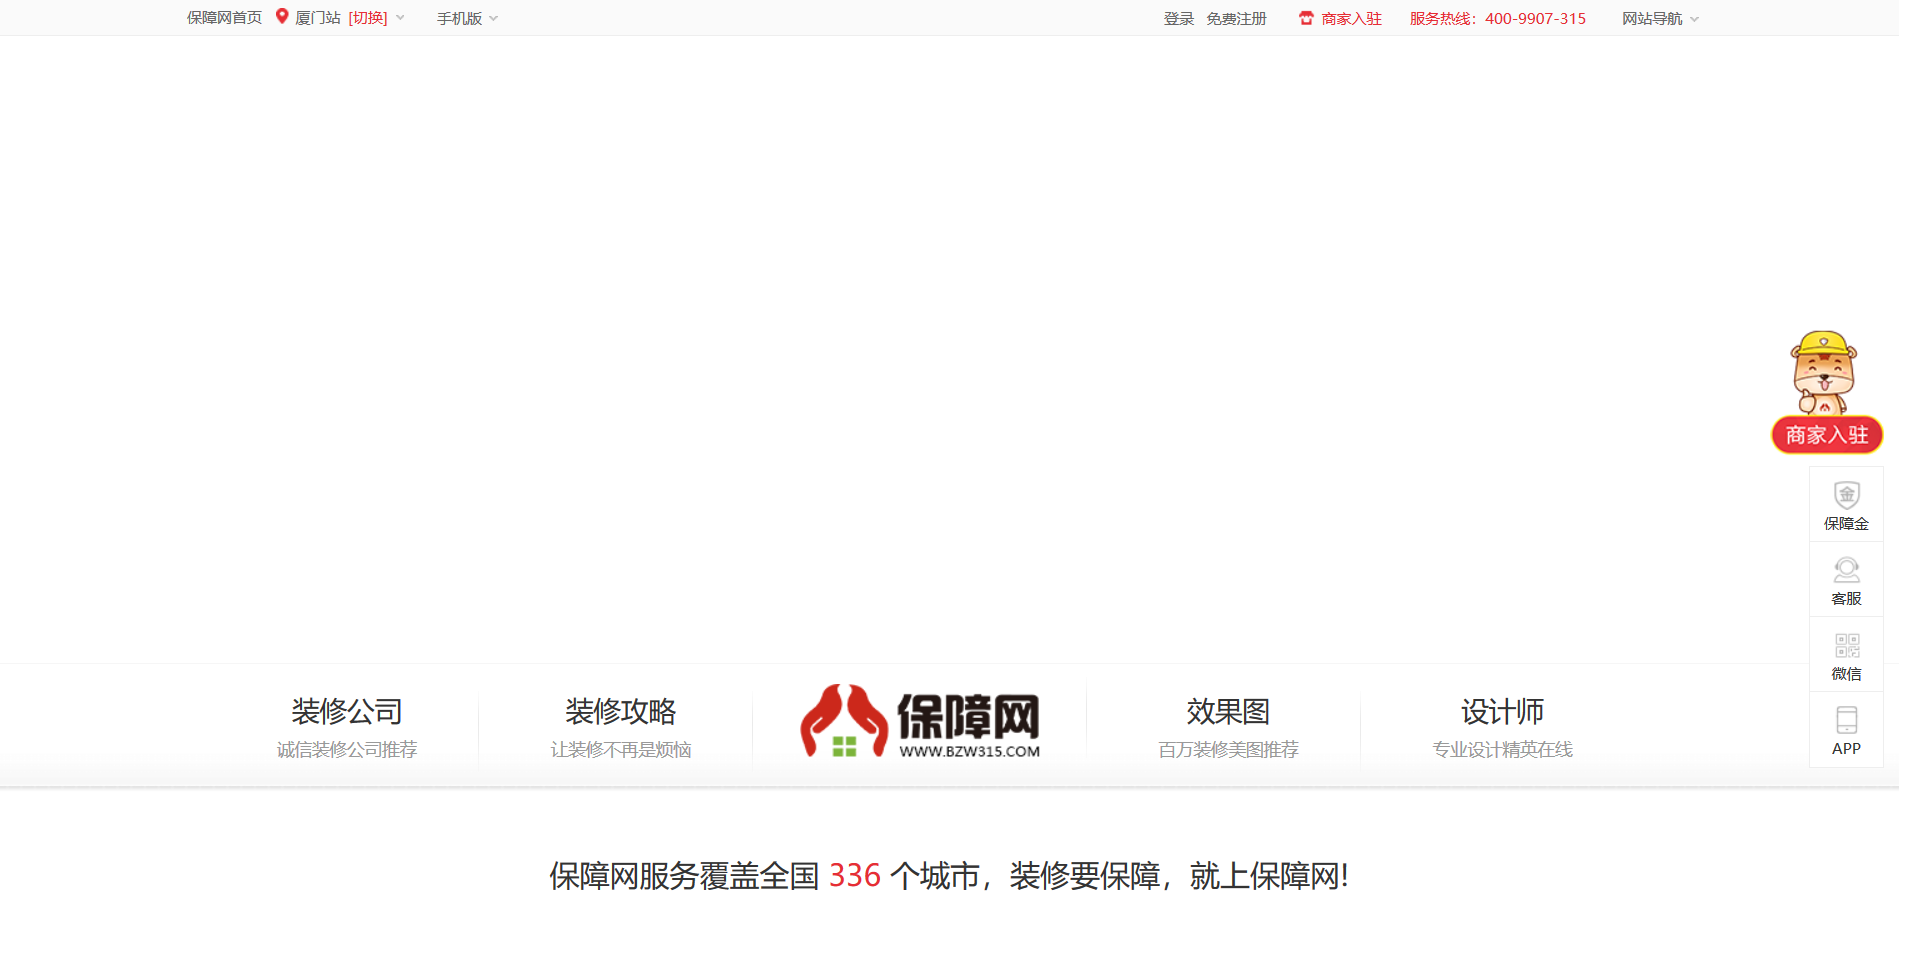 保障网首页 厦门站 [切换] 手机版 登录 免费注册 商家入驻 服务热线：400-9907-315 网站导航
商家入驻
金
保障金
客服
微信
APP
装修公司 装修攻略 保障网 效果图 设计师
诚信装修公司推荐 让装修不再是烦恼 WWW.BZW315.COM 百万装修美图推荐 专业设计精英在线
保障网服务覆盖全国 336 个城市，装修要保障，就上保障网!